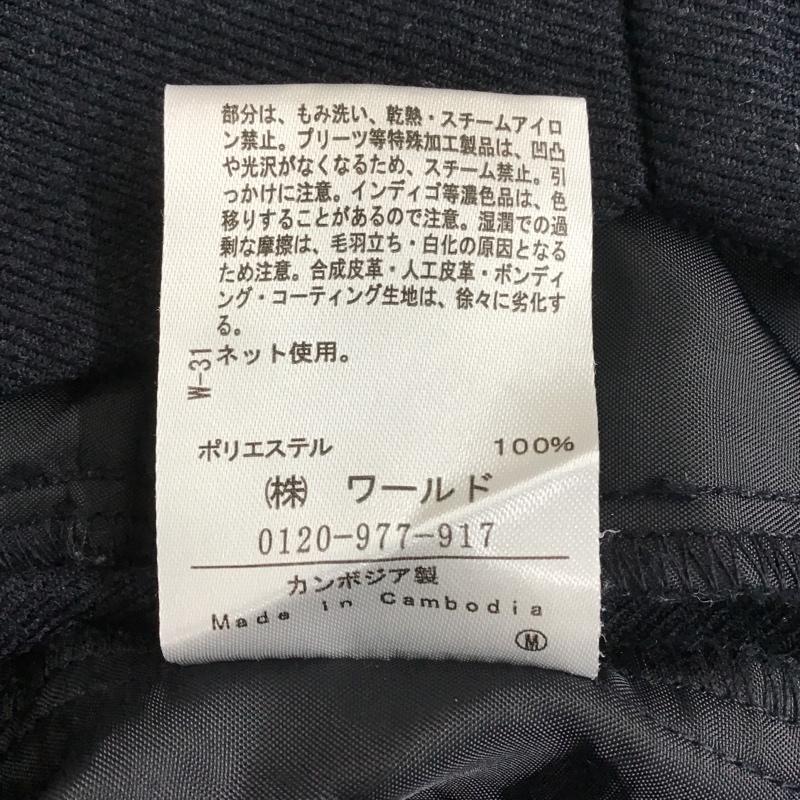 部分は、もみ洗い、乾熱・スチームアイロ
ン禁止。プリーツ等特殊加工製品は、凹凸
や光沢がなくなるため、スチーム禁止。引
っかけに注意。インディゴ等濃色品は、色
移りすることがあるので注意。湿潤での過
剰な摩擦は、毛羽立ち・白化の原因となる
ため注意。合成皮革・人工皮革・ボンディ
ング・コーティング生地は、徐々に劣化す
る。
ネット使用。
W-31
ポリエステル 100%
㈱ ワールド
0120-977-917
カンボジア製
Made in Cambodia
Ⓜ